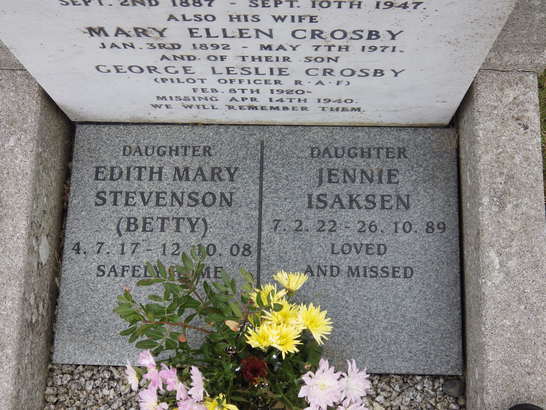 SEPT. 2ND 1887 - SEPT. 10TH 1947.
ALSO HIS WIFE
MARY ELLEN CROSBY
JAN. 3RD 1892 - MAY 7TH 1971.
AND OF THEIR SON
GEORGE LESLIE CROSBY
(PILOT OFFICER R.A.F)
FEB. 8TH 1920-
MISSING APR. 14TH 1940.
WE WILL REMEMBER THEM.
DAUGHTER
EDITH MARY
STEVENSON
(BETTY)
4. 7. 17 - 12. 10. 08
SAFELY HOME
DAUGHTER
JENNIE
ISAKSEN
7. 2. 22 - 26. 10. 89
LOVED
AND MISSED